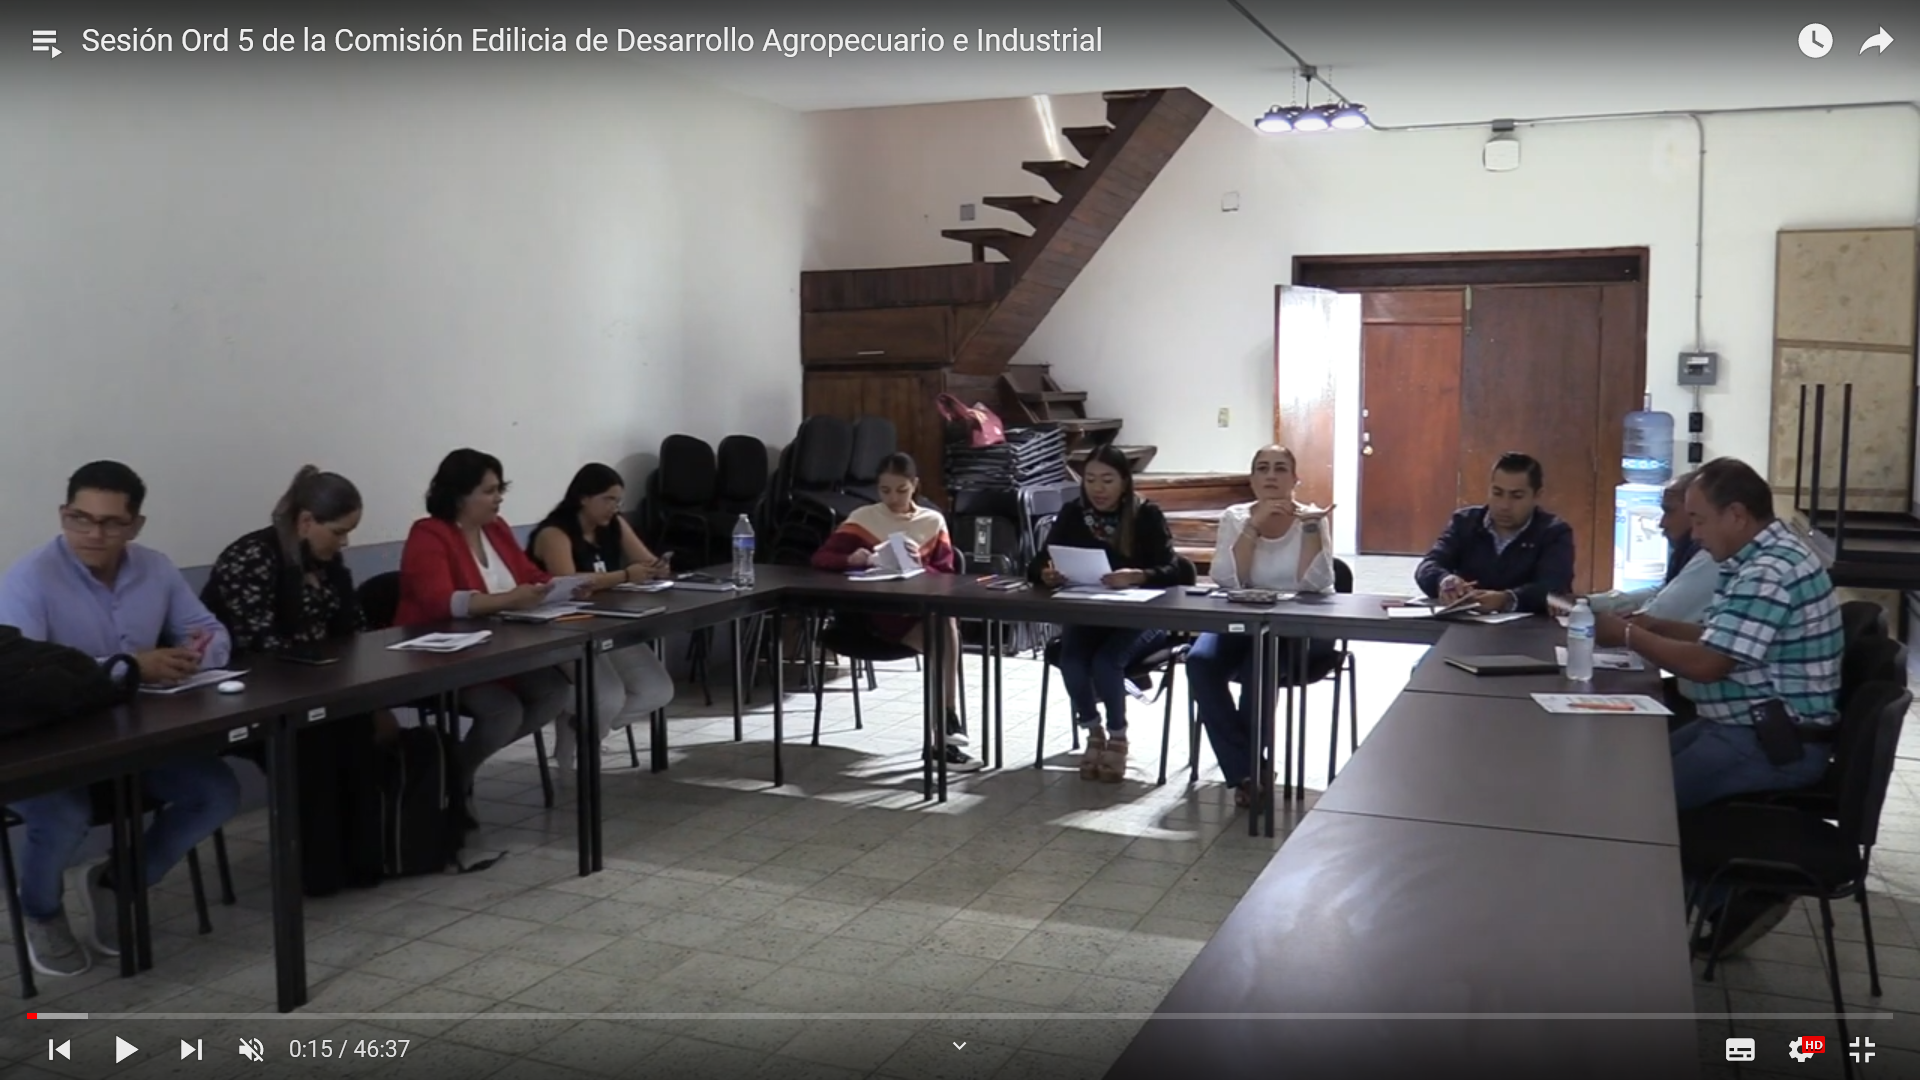 Sesión Ord 5 de la Comisión Edilicia de Desarrollo Agropecuario e Industrial
0:15 / 46:37
HD